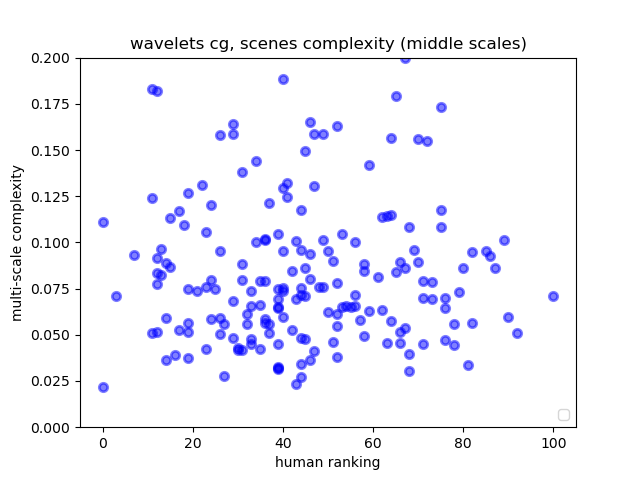 wavelets cg, scenes complexity (middle scales)
0.200
0.175
0.150
0.125
0.100
0.075
0.050
0.025
0.000
multi-scale complexity
0 20 40 60 80 100
human ranking